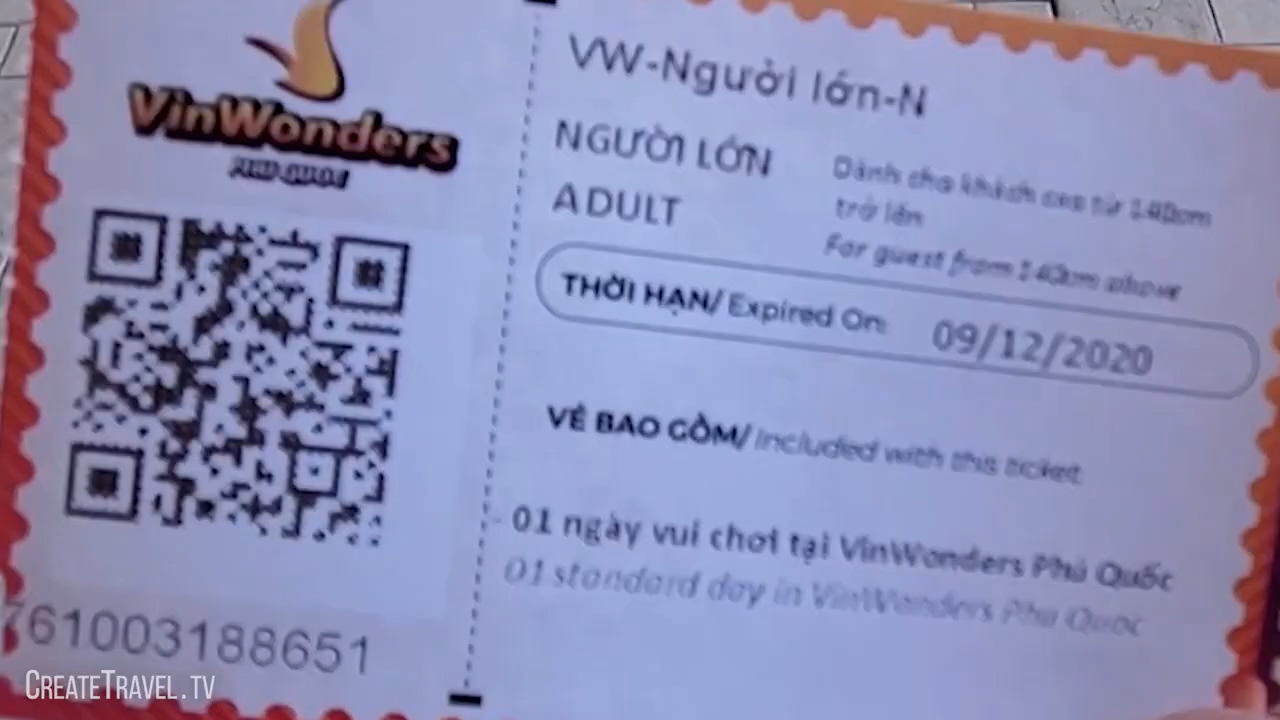 VinWonders
PHU QUOC
761003188651
VW-Người lớn-N
NGƯỜI LỚN
ADULT
Dành cho khách cao từ 140cm
trở lên
For guest from 140cm above
THỜI HẠN/ Expired On: 09/12/2020
VÉ BAO GỒM/ Included with this ticket
01 ngày vui chơi tại VinWonders Phú Quốc
01 standard day in VinWonders Phu Quoc
CREATETRAVEL.TV